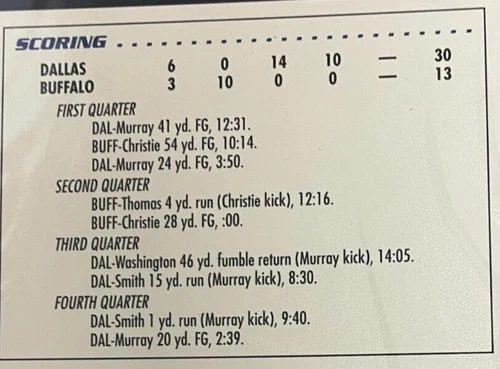 SCORING
DALLAS 6 0 14 10 — 30
BUFFALO 3 10 0 0 — 13
FIRST QUARTER
DAL-Murray 41 yd. FG, 12:31.
BUFF-Christie 54 yd. FG, 10:14.
DAL-Murray 24 yd. FG, 3:50.
SECOND QUARTER
BUFF-Thomas 4 yd. run (Christie kick), 12:16.
BUFF-Christie 28 yd. FG, :00.
THIRD QUARTER
DAL-Washington 46 yd. fumble return (Murray kick), 14:05.
DAL-Smith 15 yd. run (Murray kick), 8:30.
FOURTH QUARTER
DAL-Smith 1 yd. run (Murray kick), 9:40.
DAL-Murray 20 yd. FG, 2:39.